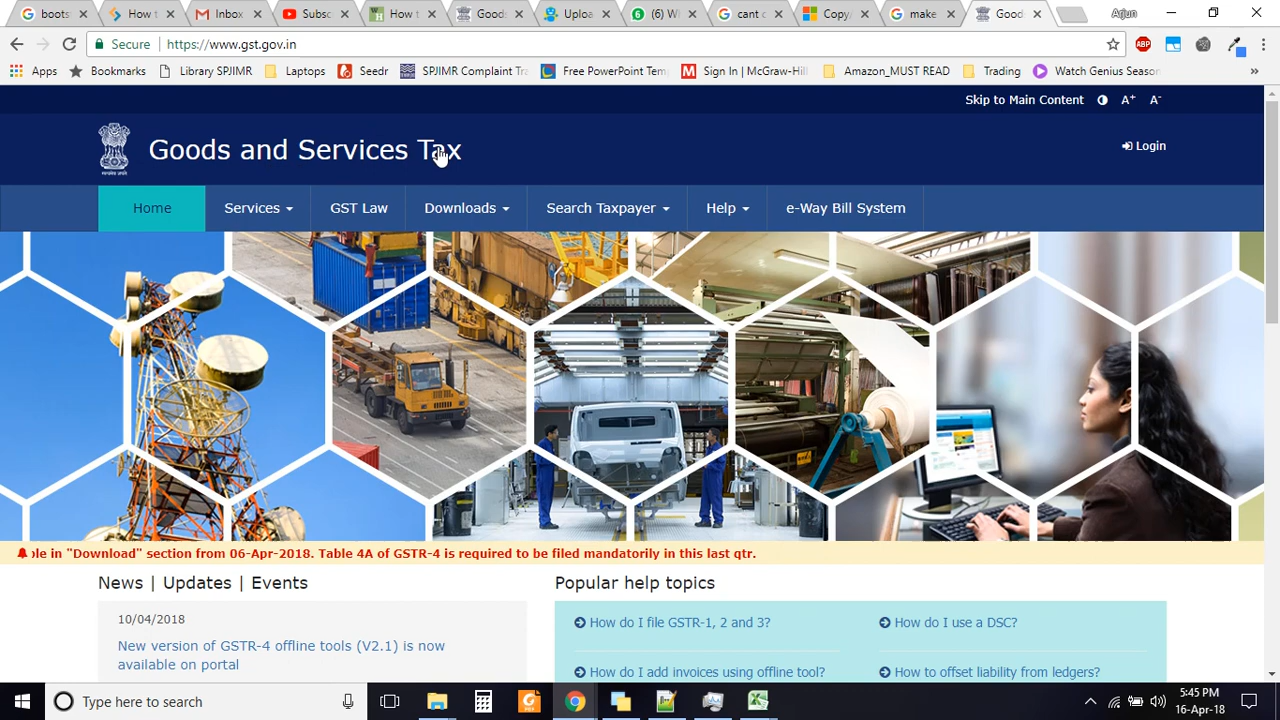 boots
How t
Inbox
Subsc
How t
Goods
Uploa
(6) W
cant c
Copy
make
Good
Arjun
Secure https://www.gst.gov.in
Apps Bookmarks Library SPJIMR Laptops Seedr SPJIMR Complaint Tra Free PowerPoint Tem Sign In | McGraw-Hill Amazon_MUST READ Trading Watch Genius Season
Skip to Main Content A+ A-
Goods and Services Tax
Login
Home Services GST Law Downloads Search Taxpayer Help e-Way Bill System
ple in "Download" section from 06-Apr-2018. Table 4A of GSTR-4 is required to be filed mandatorily in this last qtr.
News | Updates | Events
10/04/2018
New version of GSTR-4 offline tools (V2.1) is now
available on portal
Popular help topics
How do I file GSTR-1, 2 and 3?
How do I use a DSC?
How do I add invoices using offline tool?
How to offset liability from ledgers?
Type here to search
5:45 PM
16-Apr-18